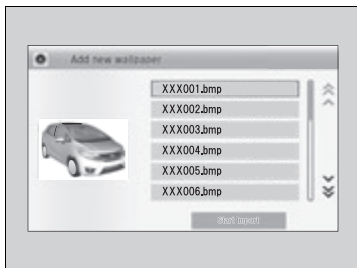 Add new wallpaper
XXX001.bmp
XXX002.bmp
XXX003.bmp
XXX004.bmp
XXX005.bmp
XXX006.bmp
Start Import